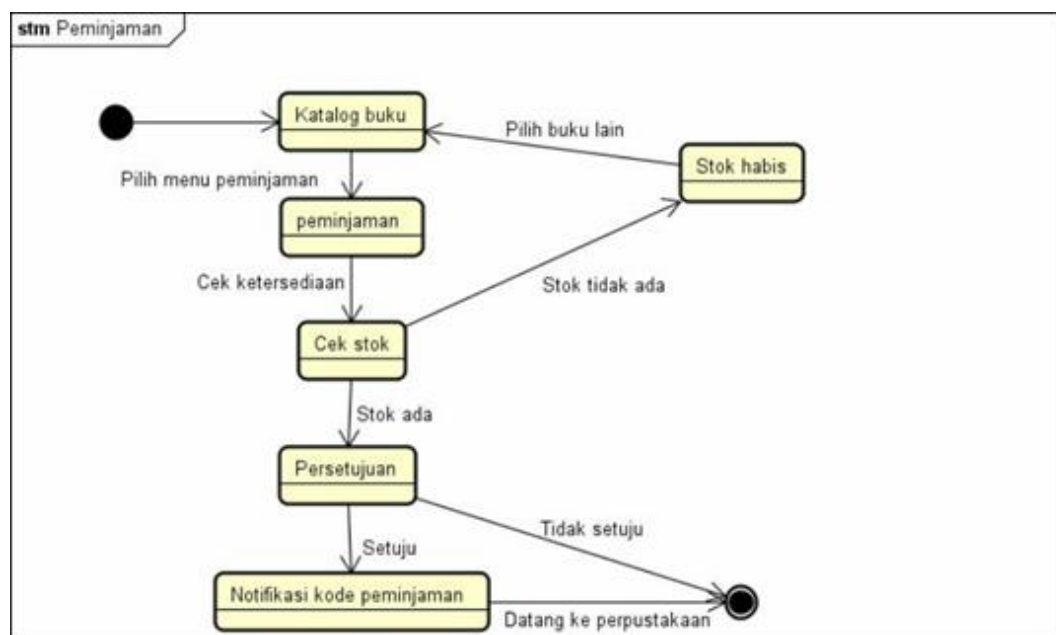 stm Peminjaman
Katalog buku
Pilih buku lain
Stok habis
Pilih menu peminjaman
peminjaman
Cek ketersediaan
Stok tidak ada
Cek stok
Stok ada
Persetujuan
Tidak setuju
Setuju
Notifikasi kode peminjaman
Datang ke perpustakaan